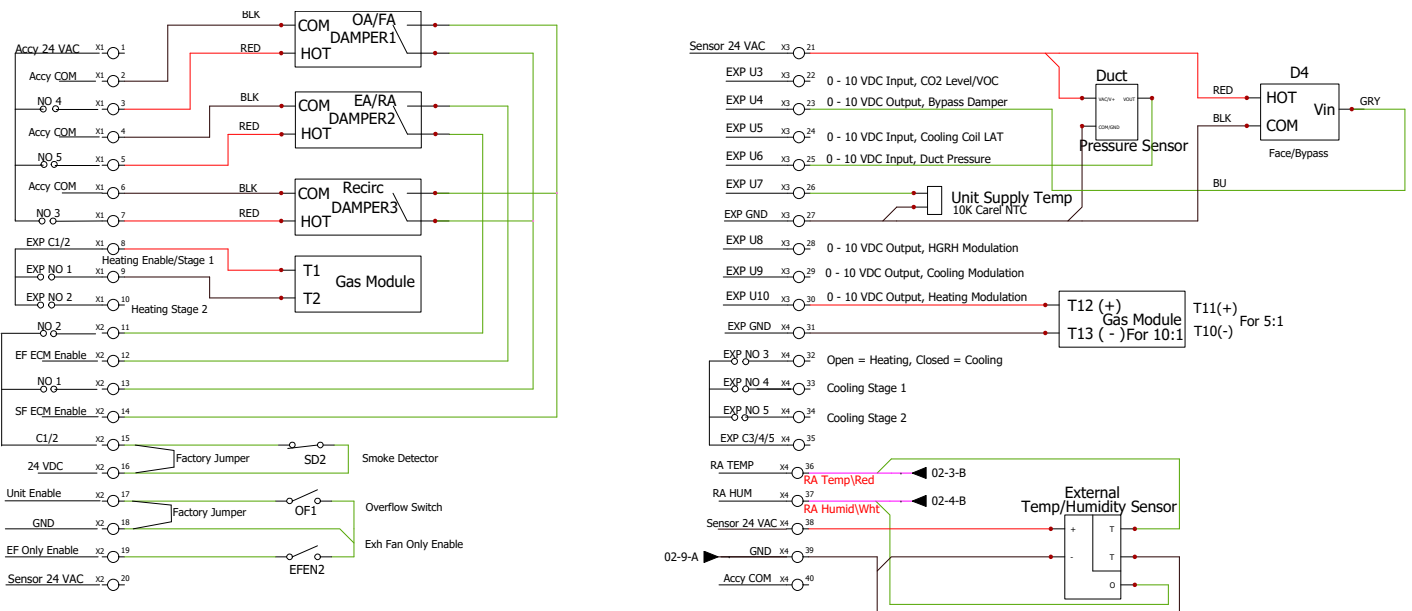 BLK
COM OA/FA
DAMPER1
HOT
Accy 24 VAC X1 1
RED
Accy COM X1 2
NO 4 X1 3
BLK
COM EA/RA
DAMPER2
HOT
RED
Accy COM X1 4
NO 5 X1 5
Accy COM X1 6
BLK
COM Recirc
DAMPER3
HOT
RED
NO 3 X1 7
EXP C1/2 X1 8
Heating Enable/Stage 1
EXP NO 1 X1 9
T1
Gas Module
T2
EXP NO 2 X1 10
Heating Stage 2
NO 2 X2 11
EF ECM Enable X2 12
NO 1 X2 13
SF ECM Enable X2 14
C1/2 X2 15
Factory Jumper
SD2
Smoke Detector
24 VDC X2 16
Unit Enable X2 17
Factory Jumper
OF1
Overflow Switch
GND X2 18
Exh Fan Only Enable
EF Only Enable X2 19
EFEN2
Sensor 24 VAC X2 20
Sensor 24 VAC X3 21
EXP U3 X3 22 0 - 10 VDC Input, CO2 Level/VOC
EXP U4 X3 23 0 - 10 VDC Output, Bypass Damper
EXP U5 X3 24 0 - 10 VDC Input, Cooling Coil LAT
EXP U6 X3 25 0 - 10 VDC Input, Duct Pressure
Duct
VAC/V+ VOUT
COM/GND
Pressure Sensor
D4
RED
HOT
Vin
GRY
BLK
COM
Face/Bypass
BU
EXP U7 X3 26
Unit Supply Temp
10K Carel NTC
EXP GND X3 27
EXP U8 X3 28 0 - 10 VDC Output, HGRH Modulation
EXP U9 X3 29 0 - 10 VDC Output, Cooling Modulation
EXP U10 X3 30 0 - 10 VDC Output, Heating Modulation
T12 (+)
Gas Module
T13 ( - )For 10:1
T11(+)
For 5:1
T10(-)
EXP GND X4 31
EXP NO 3 X4 32 Open = Heating, Closed = Cooling
EXP NO 4 X4 33 Cooling Stage 1
EXP NO 5 X4 34 Cooling Stage 2
EXP C3/4/5 X4 35
RA TEMP X4 36
RA Temp\Red
02-3-B
RA HUM X4 37
RA Humid\Wht
02-4-B
External
Temp/Humidity Sensor
+ T
- T
O
Sensor 24 VAC X4 38
02-9-A GND X4 39
Accy COM X4 40